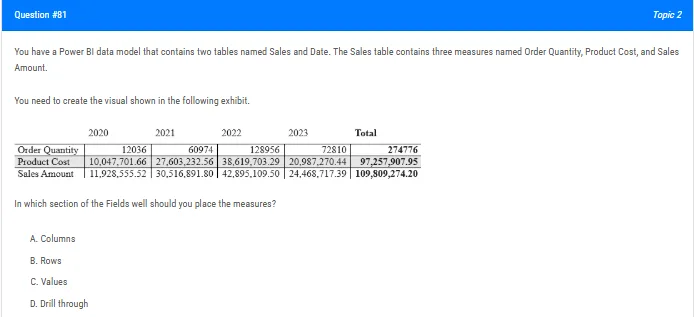 Question #81 Topic 2
You have a Power BI data model that contains two tables named Sales and Date. The Sales table contains three measures named Order Quantity, Product Cost, and Sales
Amount.
You need to create the visual shown in the following exhibit.
2020 2021 2022 2023 Total
Order Quantity 12036 60974 128956 72810 274776
Product Cost 10,047,701.66 27,603,232.56 38,619,703.29 20,987,270.44 97,257,907.95
Sales Amount 11,928,555.52 30,516,891.80 42,895,109.50 24,468,717.39 109,809,274.20
In which section of the Fields well should you place the measures?
A. Columns
B. Rows
C. Values
D. Drill through